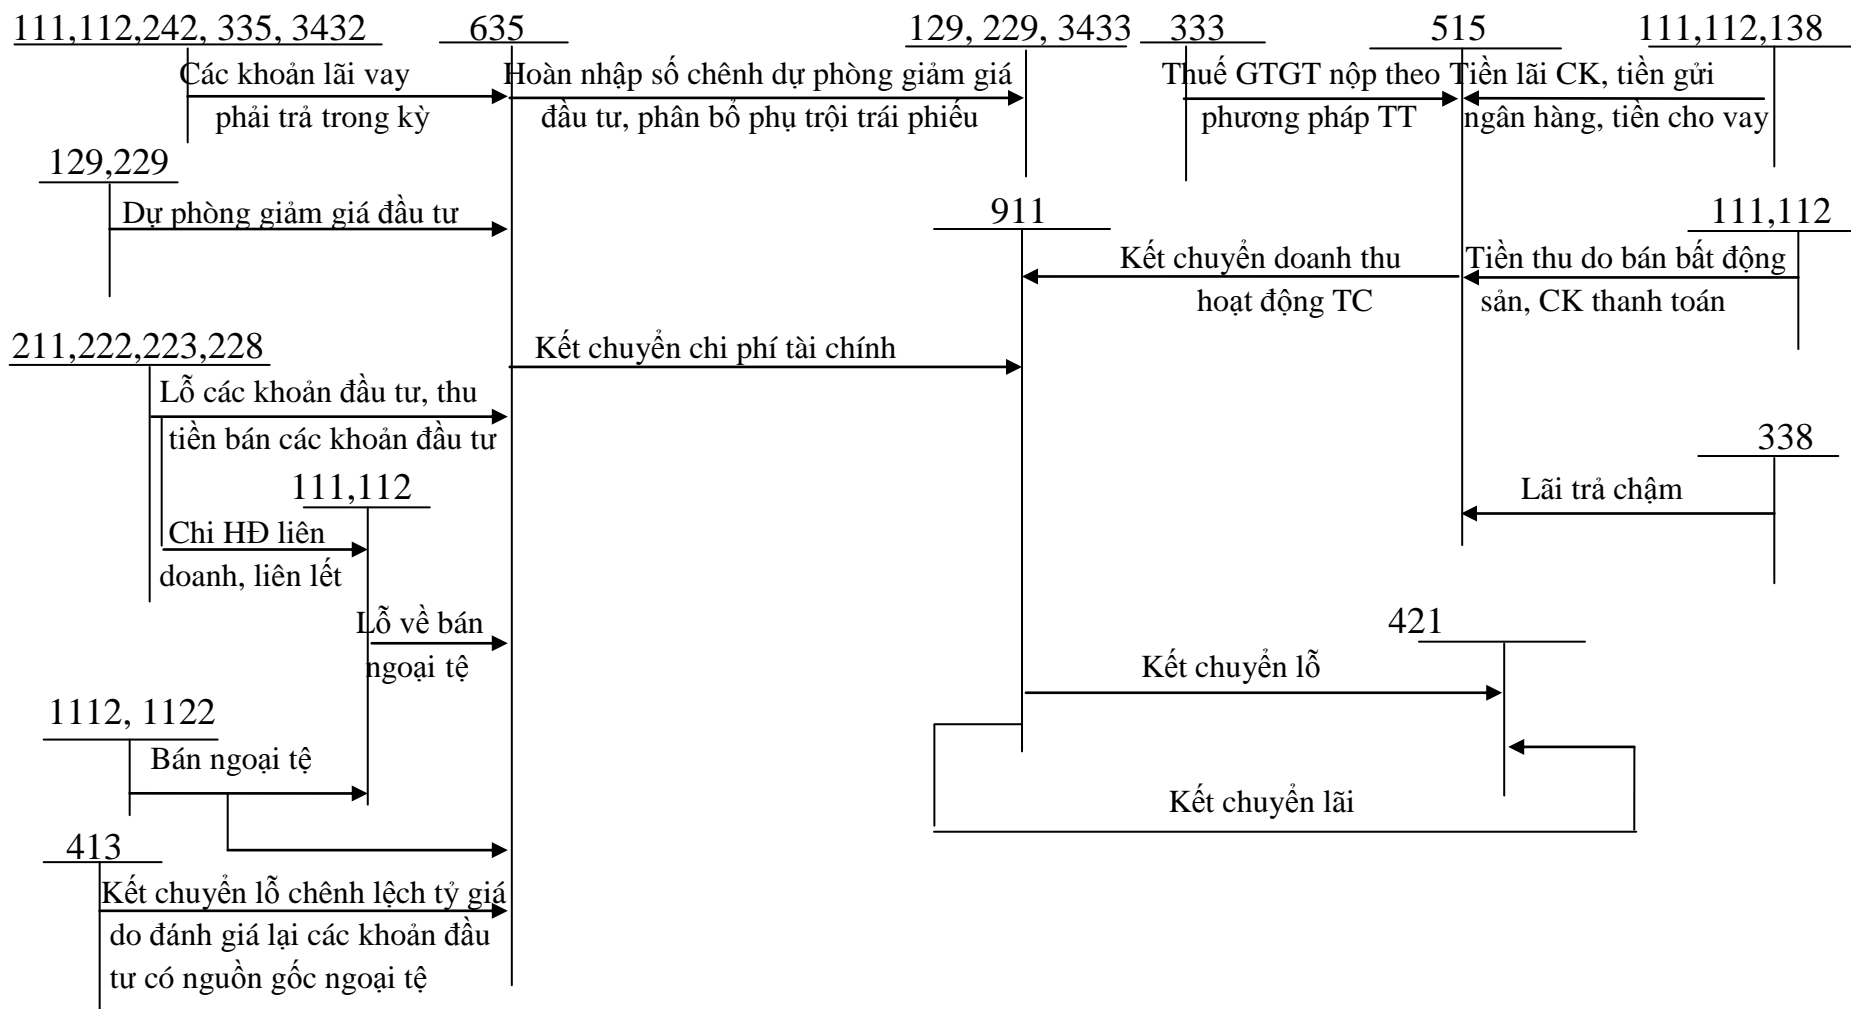 111,112,242, 335, 3432
635
129, 229, 3433
333
515
111,112,138
Các khoản lãi vay
phải trả trong kỳ
Hoàn nhập số chênh dự phòng giảm giá
đầu tư, phân bổ phụ trội trái phiếu
Thuế GTGT nộp theo
phương pháp TT
Tiền lãi CK, tiền gửi
ngân hàng, tiền cho vay
129,229
Dự phòng giảm giá đầu tư
911
111,112
Kết chuyển doanh thu
hoạt động TC
Tiền thu do bán bất động
sản, CK thanh toán
211,222,223,228
Kết chuyển chi phí tài chính
Lỗ các khoản đầu tư, thu
tiền bán các khoản đầu tư
338
Lãi trả chậm
111,112
Chi HĐ liên
doanh, liên lết
Lỗ về bán
ngoại tệ
421
Kết chuyển lỗ
1112, 1122
Bán ngoại tệ
Kết chuyển lãi
413
Kết chuyển lỗ chênh lệch tỷ giá
do đánh giá lại các khoản đầu
tư có nguồn gốc ngoại tệ